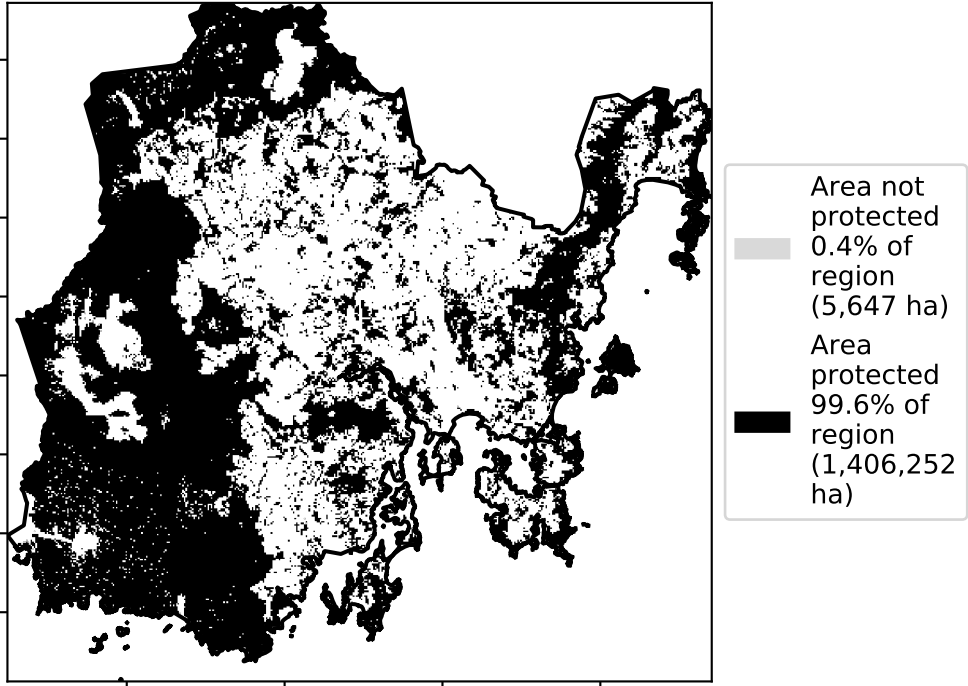 Area not
protected
0.4% of
region
(5,647 ha)
Area
protected
99.6% of
region
(1,406,252
ha)